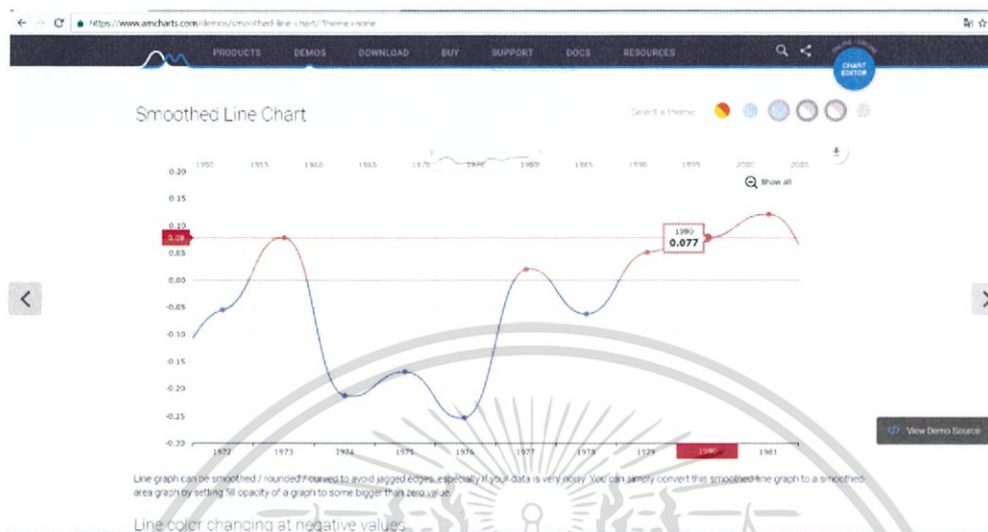 https://www.amcharts.com/demos/smoothed-line-chart/?theme=none
PRODUCTS DEMOS DOWNLOAD BUY SUPPORT DOCS RESOURCES
ONLINE
CHART
EDITOR
Smoothed Line Chart
Select a theme:
1950 1955 1960 1965 1970 1975 1980 1985 1990 1995 2000 2005
0.20
Show all
0.15
0.10
1980
0.077
0.08
0.05
0.00
-0.05
-0.10
-0.15
-0.20
-0.25
-0.30
1972 1973 1974 1975 1976 1977 1978 1979 1980 1981
View Demo Source
Line graph can be smoothed / rounded / curved to avoid jagged edges, especially if your data is very noisy. You can simply convert this smoothed line graph to a smoothed
area graph by setting fill opacity of a graph to some bigger than zero value.
Line color changing at negative values